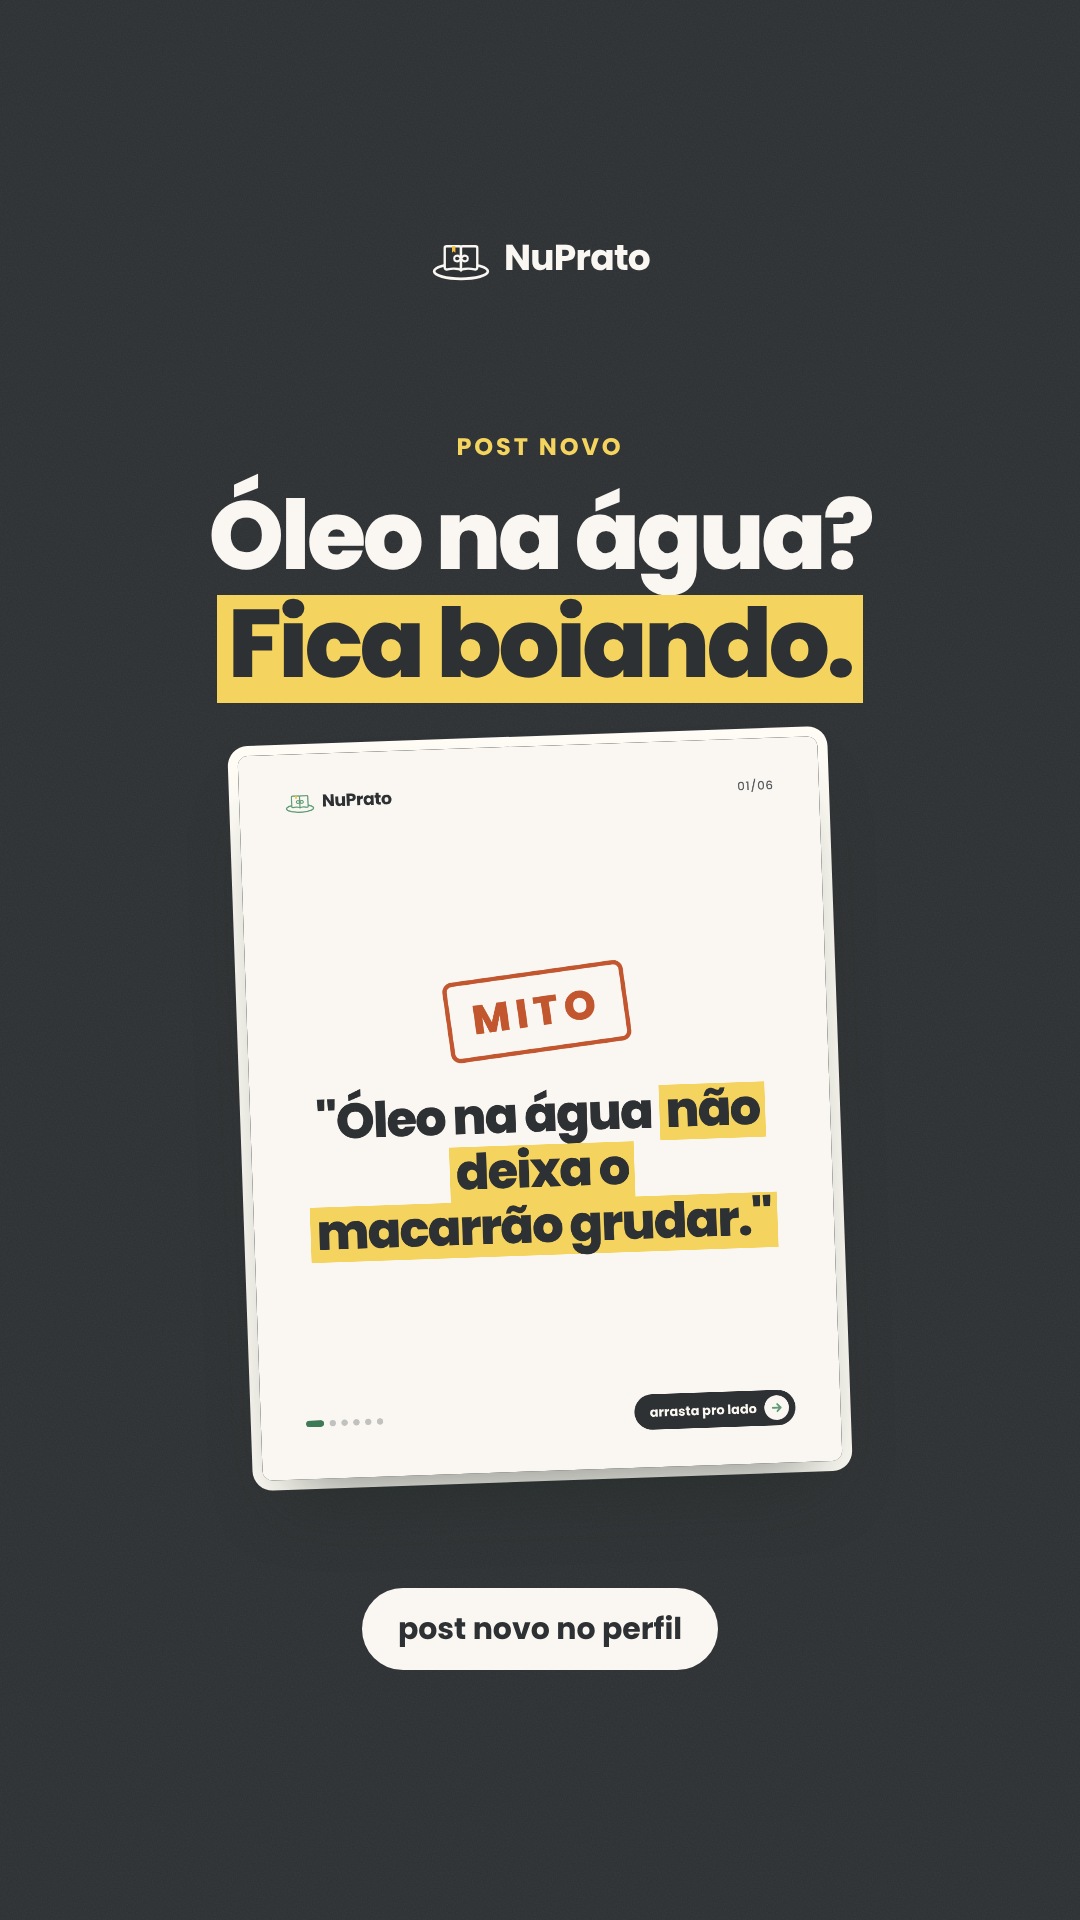 NuPrato
POST NOVO
Óleo na água?
Fica boiando.
NuPrato
01/06
MITO
"Óleo na água não
deixa o
macarrão grudar."
arrasta pro lado
post novo no perfil